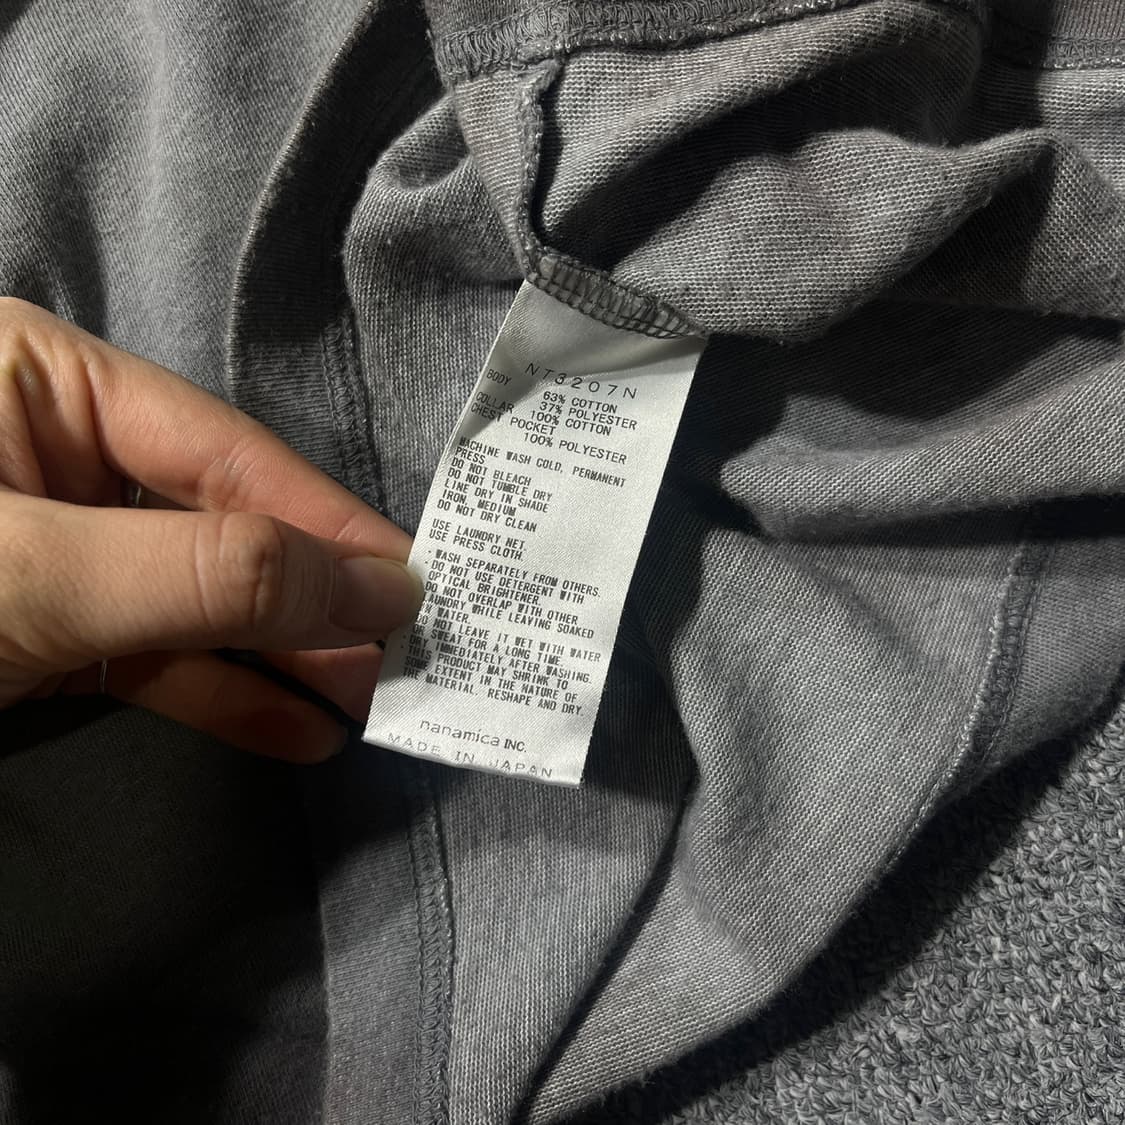 NT3207N
BODY 63% COTTON
37% POLYESTER
COLLAR 100% COTTON
CHEST POCKET
100% POLYESTER
MACHINE WASH COLD, PERMANENT
PRESS
DO NOT BLEACH
DO NOT TUMBLE DRY
LINE DRY IN SHADE
IRON, MEDIUM
DO NOT DRY CLEAN
USE LAUNDRY NET.
USE PRESS CLOTH.
・WASH SEPARATELY FROM OTHERS.
・DO NOT USE DETERGENT WITH
OPTICAL BRIGHTENER.
DO NOT OVERLAP WITH OTHER
LAUNDRY WHILE LEAVING SOAKED
IN WATER.
・DO NOT LEAVE IT WET WITH WATER
OR SWEAT FOR A LONG TIME.
・DRY IMMEDIATELY AFTER WASHING.
・THIS PRODUCT MAY SHRINK TO
SOME EXTENT IN THE NATURE OF
THE MATERIAL. RESHAPE AND DRY.
nanamica INC.
MADE IN JAPAN